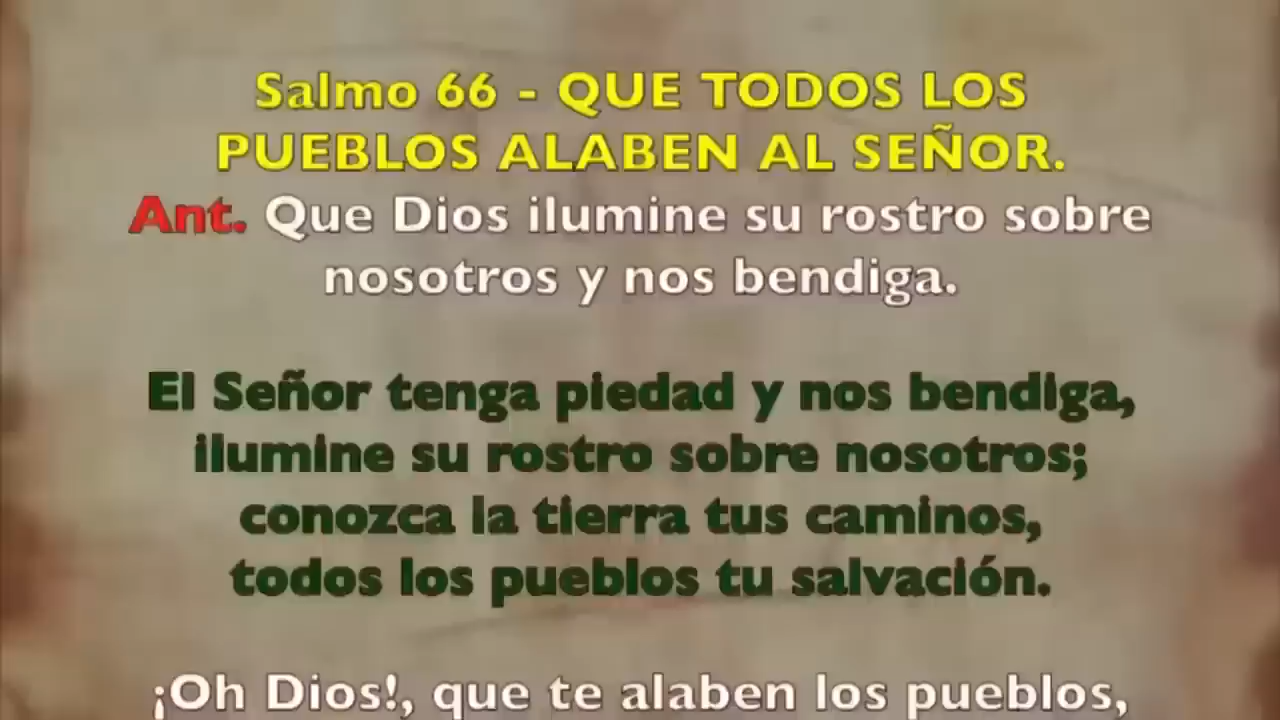 Salmo 66 - QUE TODOS LOS
PUEBLOS ALABEN AL SEÑOR.
Ant. Que Dios ilumine su rostro sobre
nosotros y nos bendiga.
El Señor tenga piedad y nos bendiga,
ilumine su rostro sobre nosotros;
conozca la tierra tus caminos,
todos los pueblos tu salvación.
¡Oh Dios!, que te alaben los pueblos,